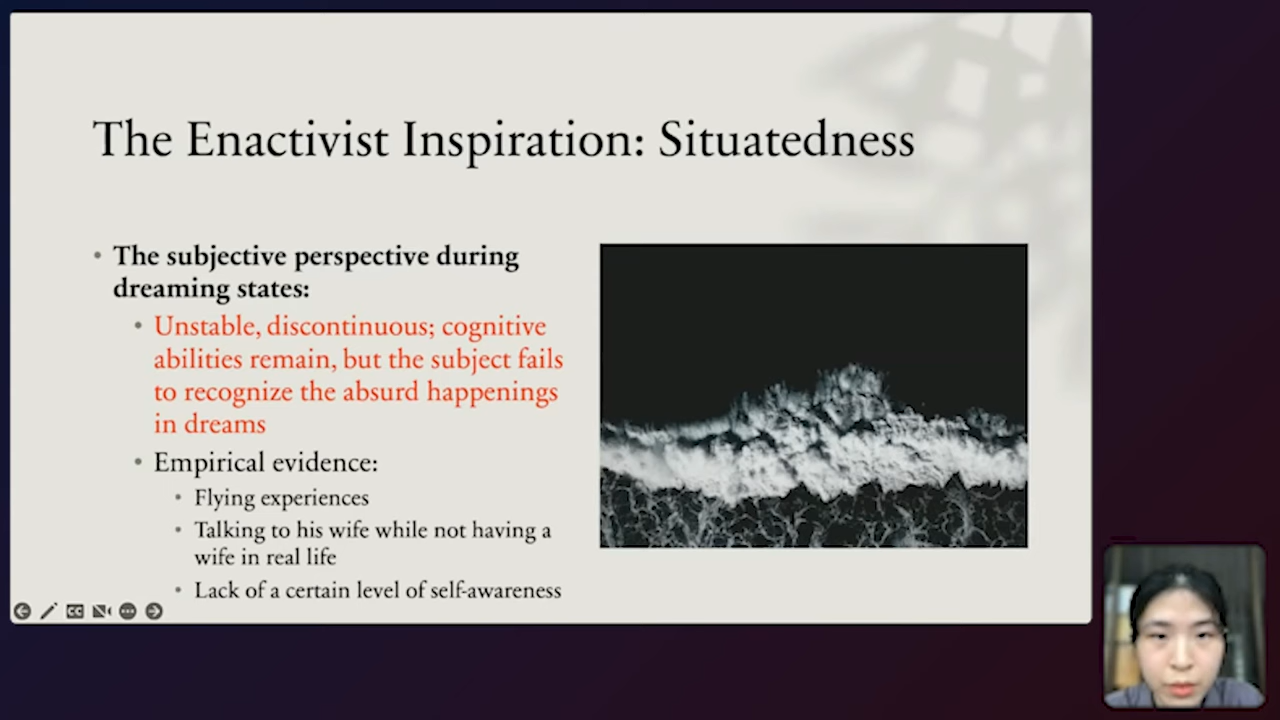 The Enactivist Inspiration: Situatedness
• The subjective perspective during
dreaming states:
• Unstable, discontinuous; cognitive
abilities remain, but the subject fails
to recognize the absurd happenings
in dreams
• Empirical evidence:
• Flying experiences
• Talking to his wife while not having a
wife in real life
• Lack of a certain level of self-awareness
CC